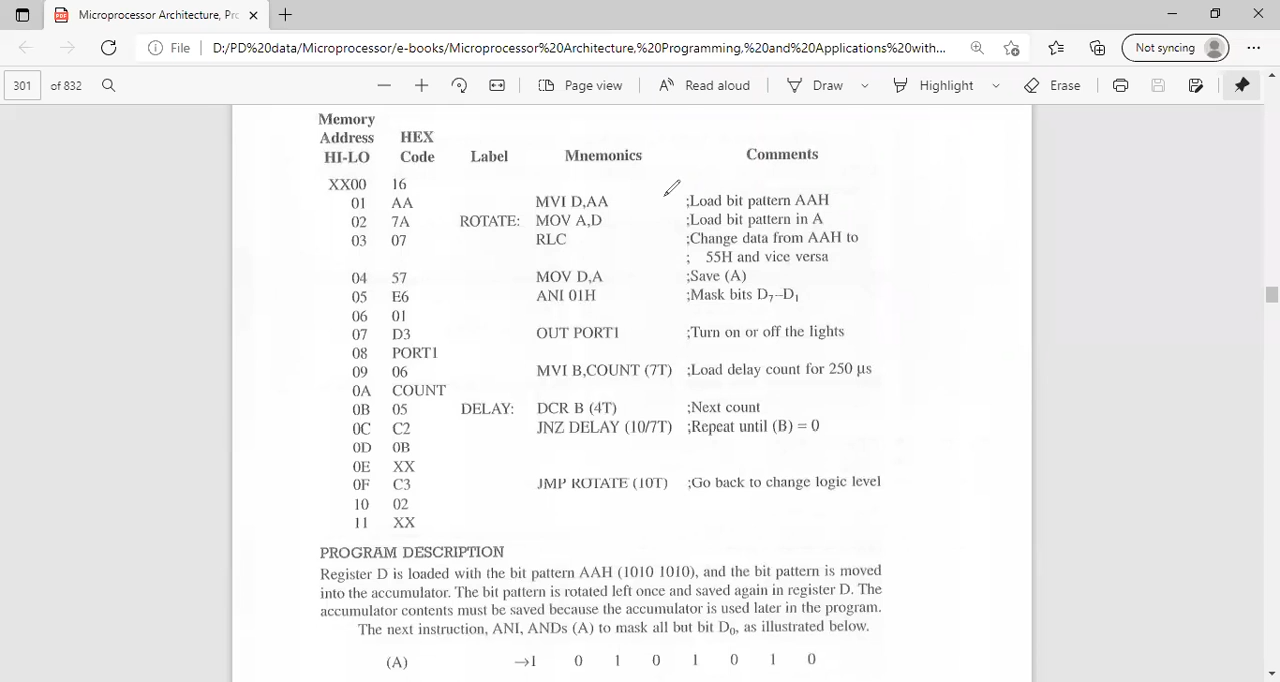 Microprocessor Architecture, Pr
File D:/PD%20data/Microprocessor/e-books/Microprocessor%20Architecture,%20Programming,%20and%20Applications%20with... Not syncing
301 of 832 Page view Read aloud Draw Highlight Erase
Memory
Address HEX
HI-LO Code Label Mnemonics Comments
XX00 16
01 AA MVI D,AA ;Load bit pattern AAH
02 7A ROTATE: MOV A,D ;Load bit pattern in A
03 07 RLC ;Change data from AAH to
; 55H and vice versa
04 57 MOV D,A ;Save (A)
05 E6 ANI 01H ;Mask bits D7–D1
06 01
07 D3 OUT PORT1 ;Turn on or off the lights
08 PORT1
09 06 MVI B,COUNT (7T) ;Load delay count for 250 µs
0A COUNT
0B 05 DELAY: DCR B (4T) ;Next count
0C C2 JNZ DELAY (10/7T) ;Repeat until (B) = 0
0D 0B
0E XX
0F C3 JMP ROTATE (10T) ;Go back to change logic level
10 02
11 XX
PROGRAM DESCRIPTION
Register D is loaded with the bit pattern AAH (1010 1010), and the bit pattern is moved
into the accumulator. The bit pattern is rotated left once and saved again in register D. The
accumulator contents must be saved because the accumulator is used later in the program.
The next instruction, ANI, ANDs (A) to mask all but bit D0, as illustrated below.
(A) →1 0 1 0 1 0 1 0